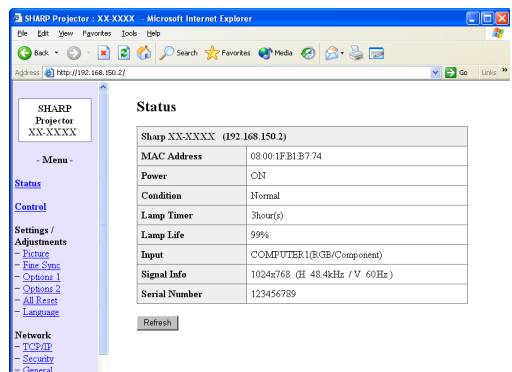 SHARP Projector : XX-XXXX - Microsoft Internet Explorer
File Edit View Favorites Tools Help
Back Search Favorites Media
Address http://192.168.150.2/ Go Links »
SHARP
Projector
XX-XXXX
- Menu -
Status
Control
Settings /
Adjustments
- Picture
- Fine Sync
- Options 1
- Options 2
- All Reset
- Language
Network
- TCP/IP
- Security
- General
Status
Sharp XX-XXXX (192.168.150.2)
MAC Address 08:00:1F:B1:B7:74
Power ON
Condition Normal
Lamp Timer 3hour(s)
Lamp Life 99%
Input COMPUTER1(RGB/Component)
Signal Info 1024x768 (H 48.4kHz / V 60Hz )
Serial Number 123456789
Refresh